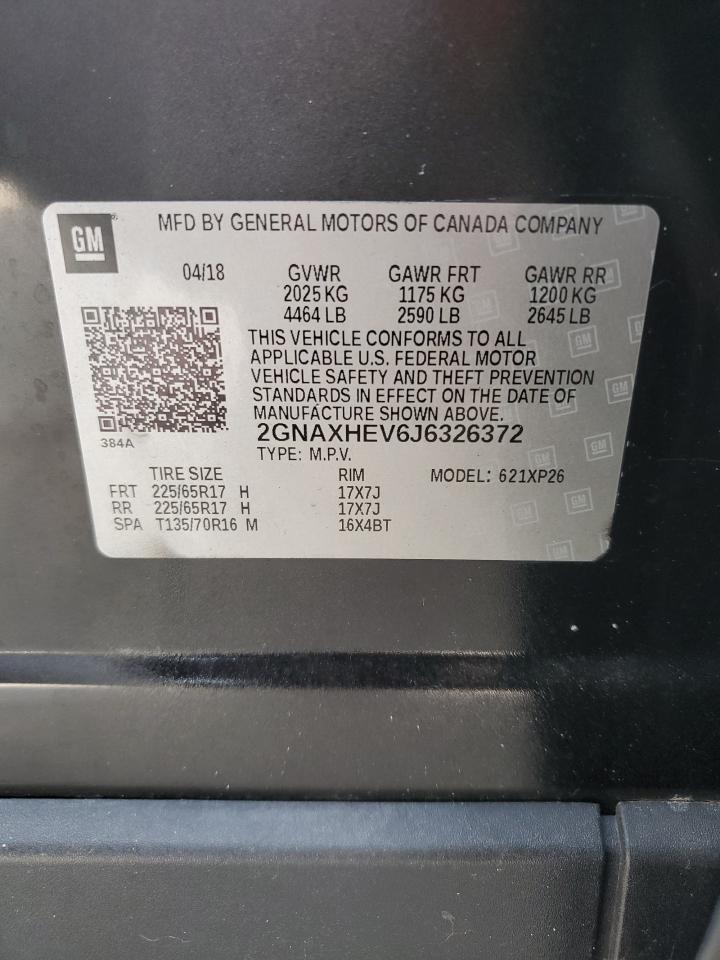 GM
MFD BY GENERAL MOTORS OF CANADA COMPANY
04/18 GVWR GAWR FRT GAWR RR
2025 KG 1175 KG 1200 KG
4464 LB 2590 LB 2645 LB
THIS VEHICLE CONFORMS TO ALL
APPLICABLE U.S. FEDERAL MOTOR
VEHICLE SAFETY AND THEFT PREVENTION
STANDARDS IN EFFECT ON THE DATE OF
MANUFACTURE SHOWN ABOVE.
384A
2GNAXHEV6J6326372
TYPE: M.P.V.
TIRE SIZE RIM MODEL: 621XP26
FRT 225/65R17 H 17X7J
RR 225/65R17 H 17X7J
SPA T135/70R16 M 16X4BT